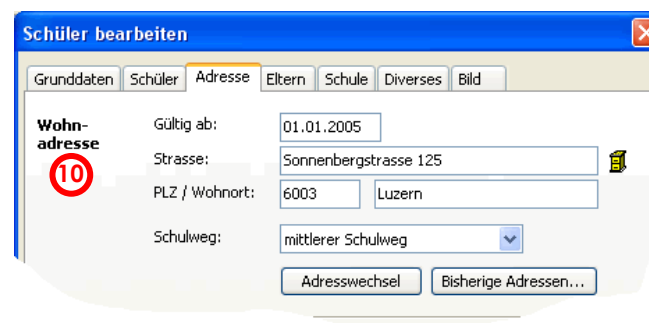 Schüler bearbeiten
Grunddaten Schüler Adresse Eltern Schule Diverses Bild
Wohn-
adresse
10
Gültig ab: 01.01.2005
Strasse: Sonnenbergstrasse 125
PLZ / Wohnort: 6003 Luzern
Schulweg: mittlerer Schulweg
Adresswechsel Bisherige Adressen...